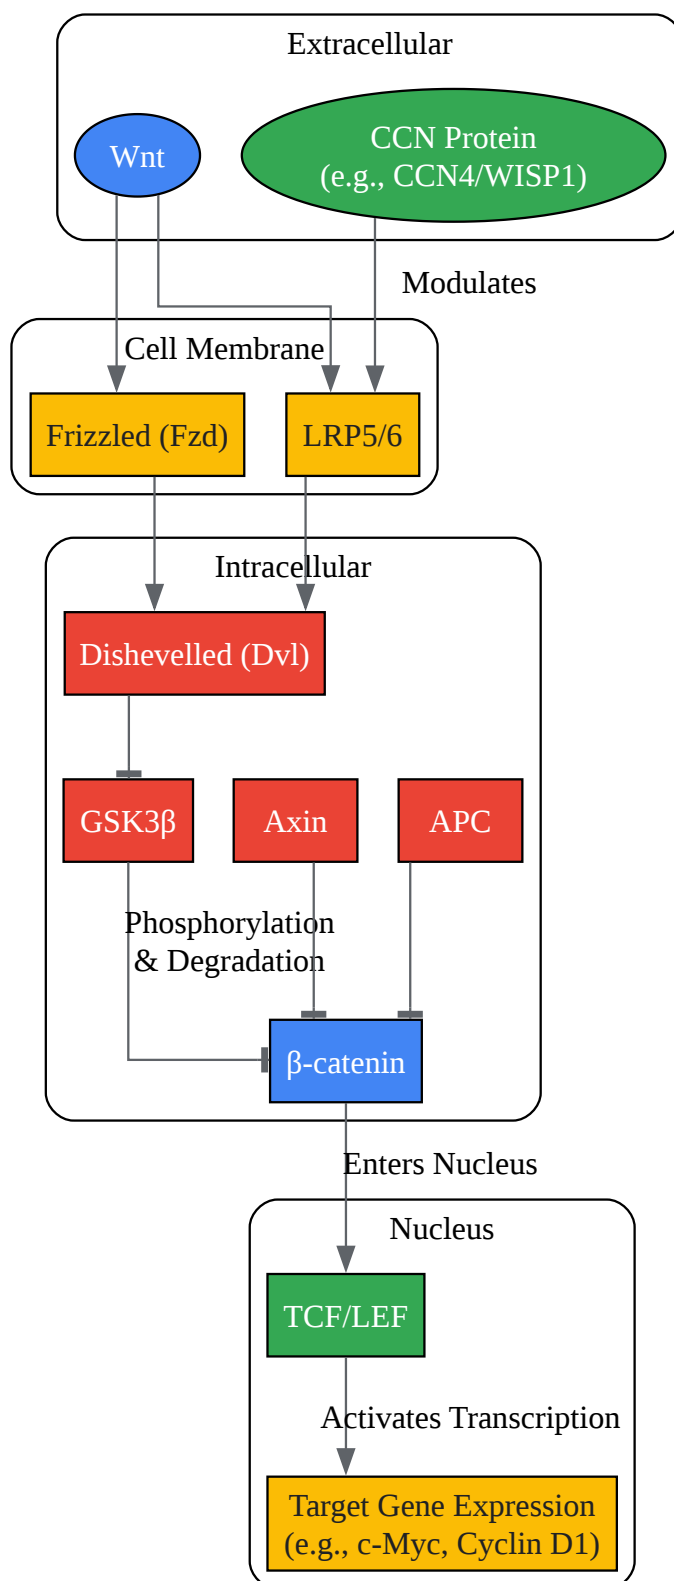 Extracellular
Wnt
CCN Protein
(e.g., CCN4/WISP1)
Modulates
Cell Membrane
Frizzled (Fzd)
LRP5/6
Intracellular
Dishevelled (Dvl)
GSK3β
Axin
APC
Phosphorylation
& Degradation
β-catenin
Enters Nucleus
Nucleus
TCF/LEF
Activates Transcription
Target Gene Expression
(e.g., c-Myc, Cyclin D1)